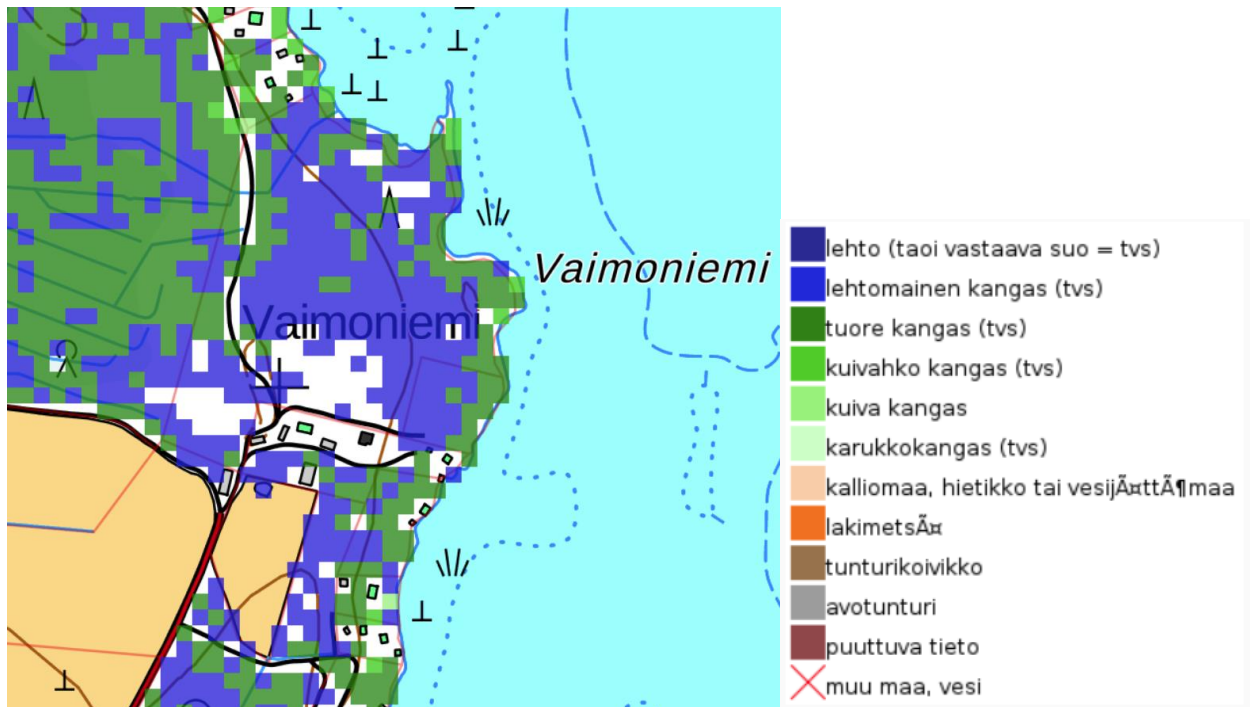 Vaimoniemi
Vaimoniemi
lehto (taoi vastaava suo = tvs)
lehtomainen kangas (tvs)
tuore kangas (tvs)
kuivahko kangas (tvs)
kuiva kangas
karukkokangas (tvs)
kalliomaa, hietikko tai vesijÃ¤ttÃ¶maa
lakimetsÃ¤
tunturikoivikko
avotunturi
puuttuva tieto
muu maa, vesi